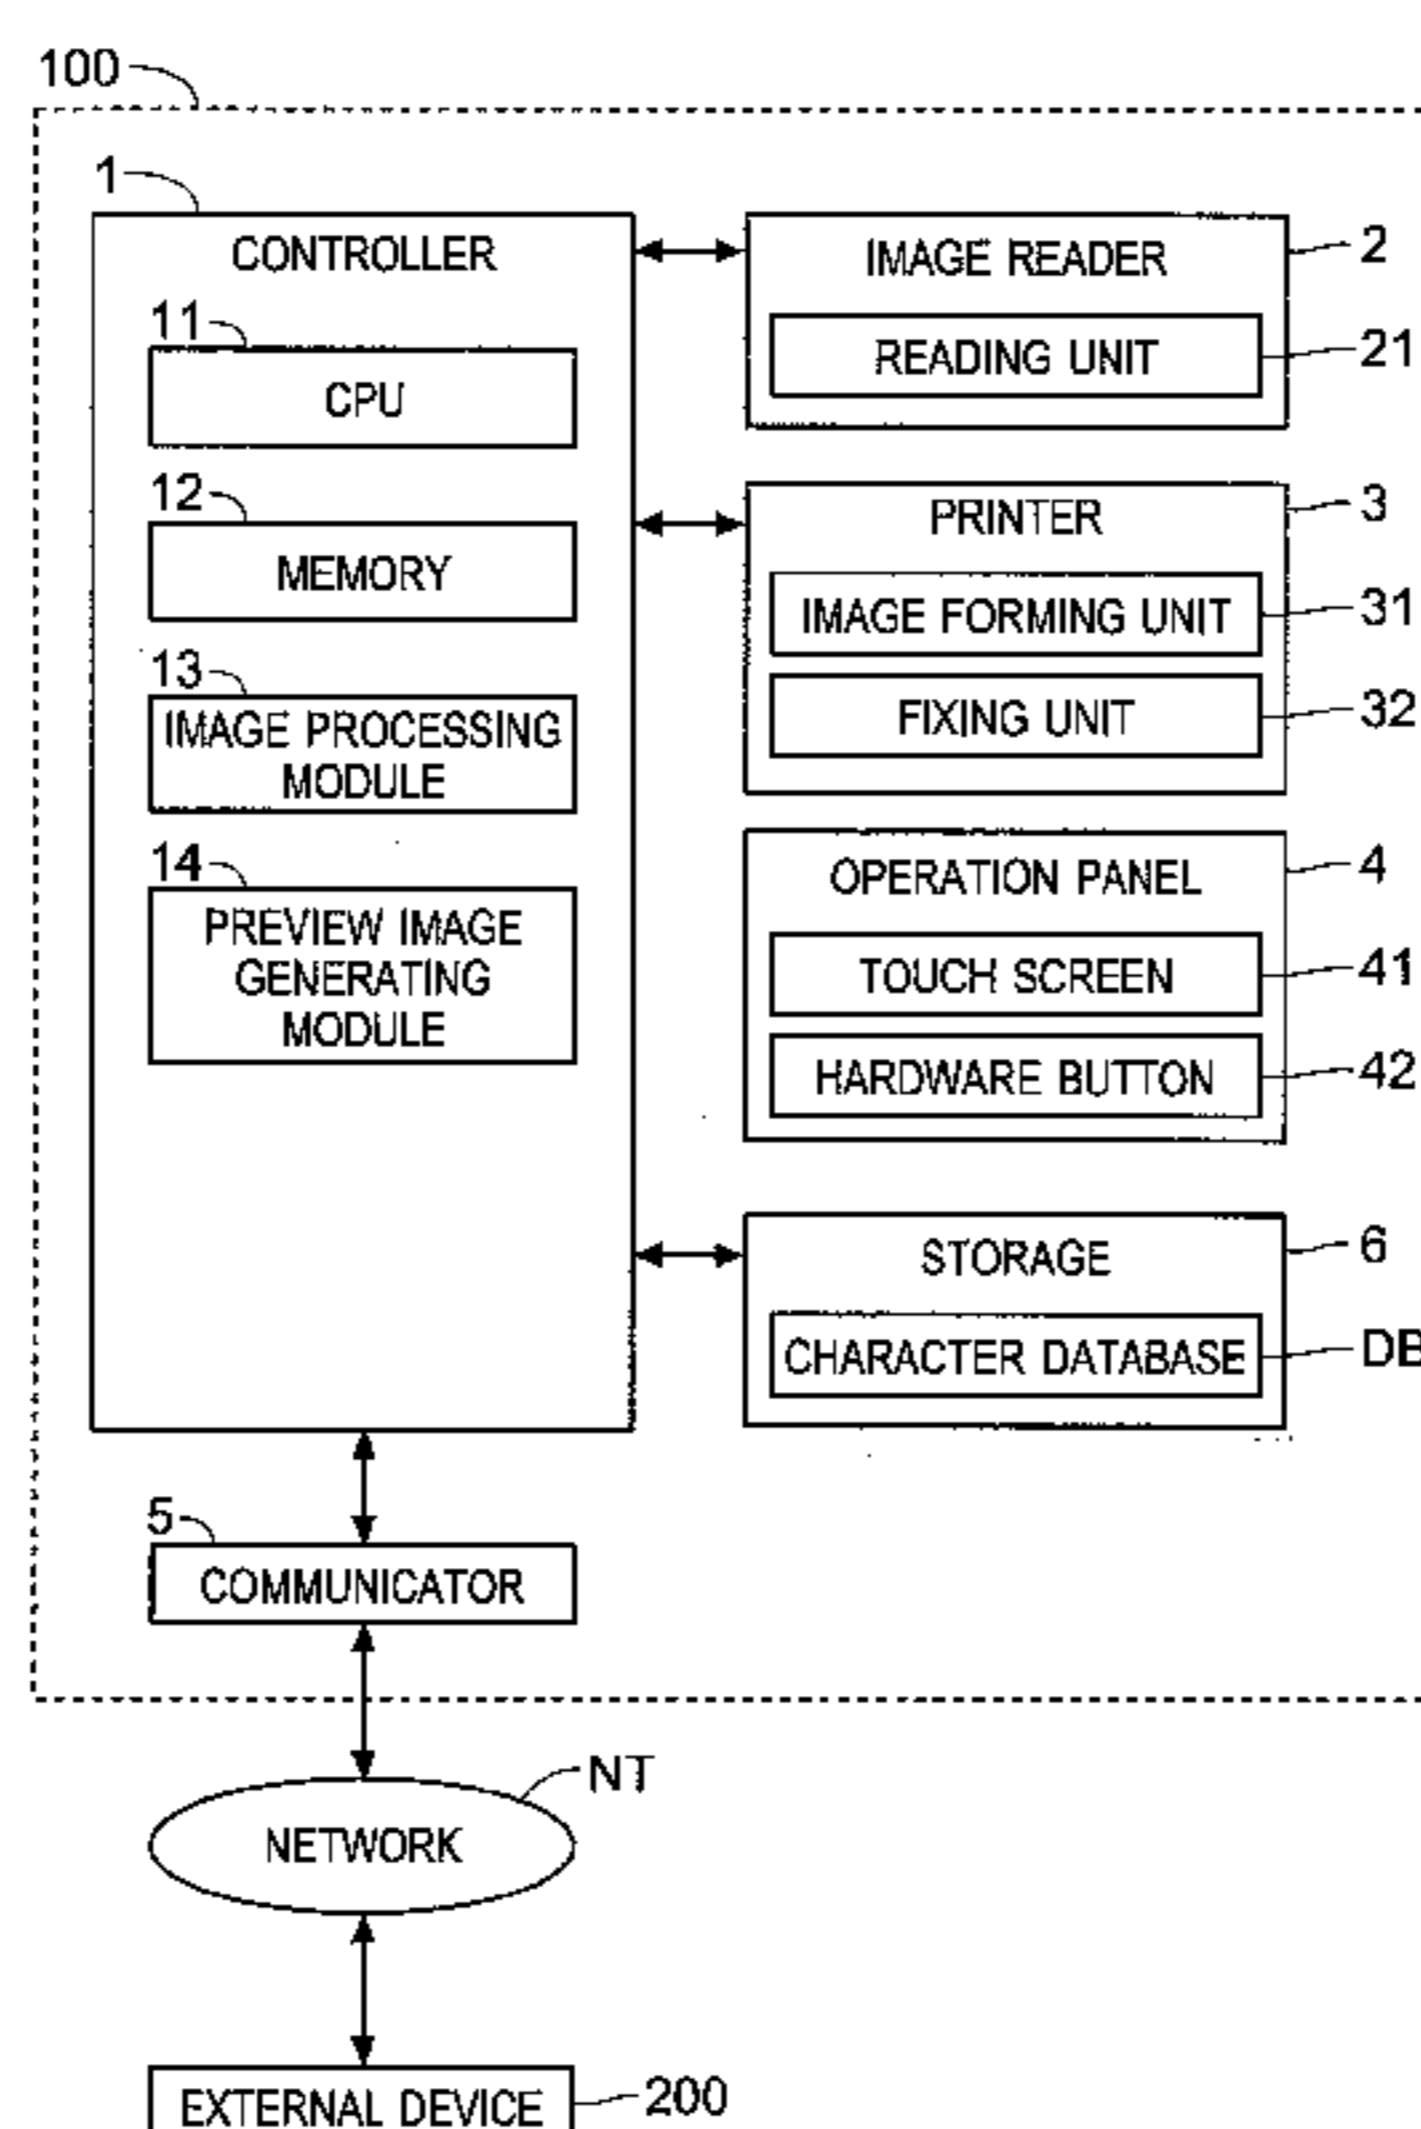 100
1
CONTROLLER
11
CPU
12
MEMORY
13
IMAGE PROCESSING
MODULE
14
PREVIEW IMAGE
GENERATING
MODULE
IMAGE READER
2
READING UNIT
21
PRINTER
3
IMAGE FORMING UNIT
31
FIXING UNIT
32
OPERATION PANEL
4
TOUCH SCREEN
41
HARDWARE BUTTON
42
STORAGE
6
CHARACTER DATABASE
DB
5
COMMUNICATOR
NT
NETWORK
EXTERNAL DEVICE
200